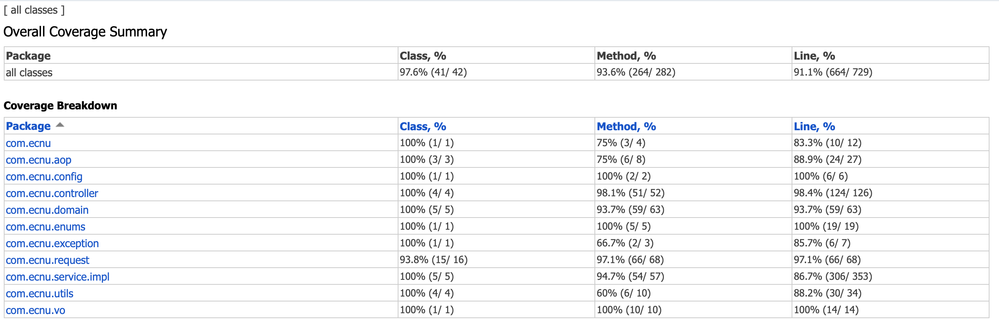 [ all classes ]
Overall Coverage Summary
Package Class, % Method, % Line, %
all classes 97.6% (41/ 42) 93.6% (264/ 282) 91.1% (664/ 729)
Coverage Breakdown
Package Class, % Method, % Line, %
com.ecnu 100% (1/ 1) 75% (3/ 4) 83.3% (10/ 12)
com.ecnu.aop 100% (3/ 3) 75% (6/ 8) 88.9% (24/ 27)
com.ecnu.config 100% (1/ 1) 100% (2/ 2) 100% (6/ 6)
com.ecnu.controller 100% (4/ 4) 98.1% (51/ 52) 98.4% (124/ 126)
com.ecnu.domain 100% (5/ 5) 93.7% (59/ 63) 93.7% (59/ 63)
com.ecnu.enums 100% (1/ 1) 100% (5/ 5) 100% (19/ 19)
com.ecnu.exception 100% (1/ 1) 66.7% (2/ 3) 85.7% (6/ 7)
com.ecnu.request 93.8% (15/ 16) 97.1% (66/ 68) 97.1% (66/ 68)
com.ecnu.service.impl 100% (5/ 5) 94.7% (54/ 57) 86.7% (306/ 353)
com.ecnu.utils 100% (4/ 4) 60% (6/ 10) 88.2% (30/ 34)
com.ecnu.vo 100% (1/ 1) 100% (10/ 10) 100% (14/ 14)